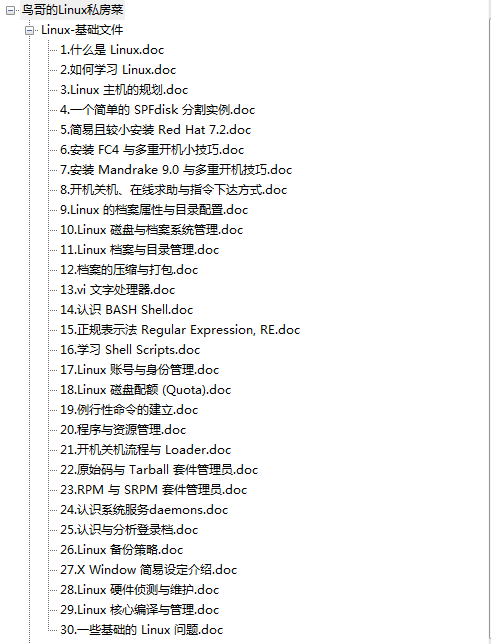 鸟哥的Linux私房菜
Linux-基础文件
1.什么是 Linux.doc
2.如何学习 Linux.doc
3.Linux 主机的规划.doc
4.一个简单的 SPFdisk 分割实例.doc
5.简易且较小安装 Red Hat 7.2.doc
6.安装 FC4 与多重开机小技巧.doc
7.安装 Mandrake 9.0 与多重开机技巧.doc
8.开机关机、在线求助与指令下达方式.doc
9.Linux 的档案属性与目录配置.doc
10.Linux 磁盘与档案系统管理.doc
11.Linux 档案与目录管理.doc
12.档案的压缩与打包.doc
13.vi 文字处理器.doc
14.认识 BASH Shell.doc
15.正规表示法 Regular Expression, RE.doc
16.学习 Shell Scripts.doc
17.Linux 账号与身份管理.doc
18.Linux 磁盘配额 (Quota).doc
19.例行性命令的建立.doc
20.程序与资源管理.doc
21.开机关机流程与 Loader.doc
22.原始码与 Tarball 套件管理员.doc
23.RPM 与 SRPM 套件管理员.doc
24.认识系统服务daemons.doc
25.认识与分析登录档.doc
26.Linux 备份策略.doc
27.X Window 简易设定介绍.doc
28.Linux 硬件侦测与维护.doc
29.Linux 核心编译与管理.doc
30.一些基础的 Linux 问题.doc